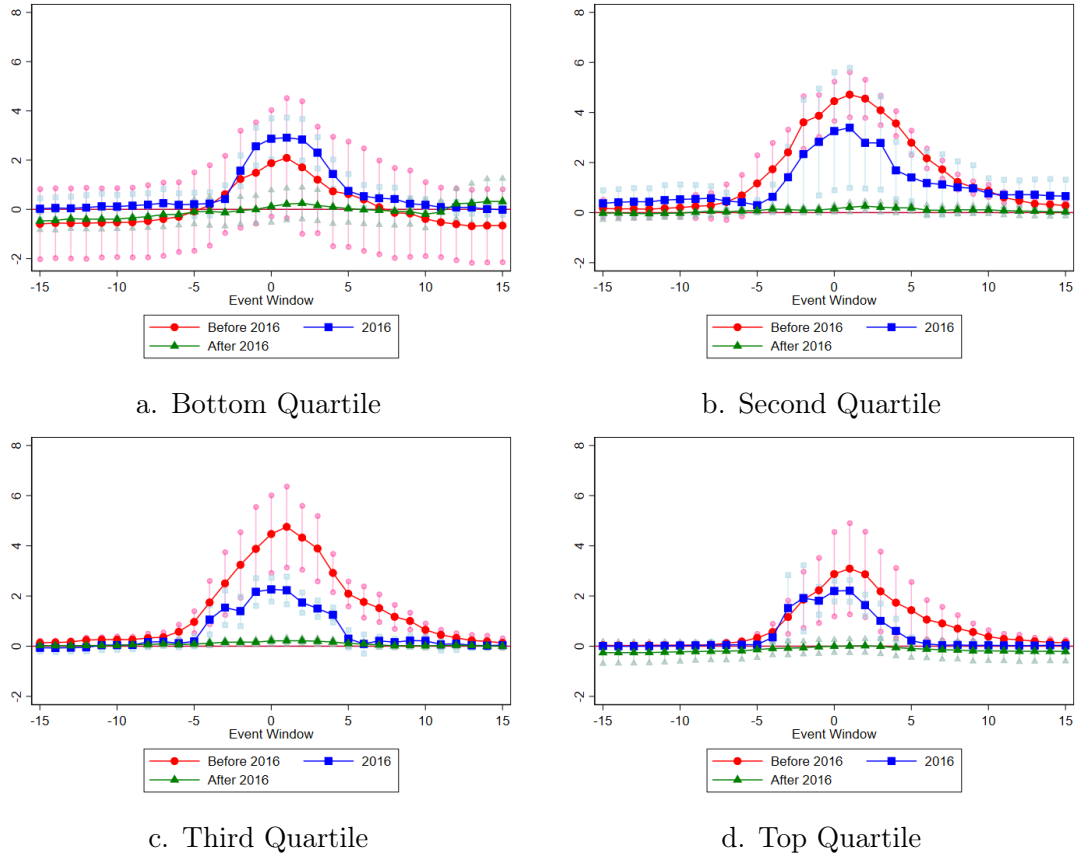 8
6
4
2
0
-2
-15 -10 -5 0 5 10 15
Event Window
Before 2016 2016
After 2016
a. Bottom Quartile
8
6
4
2
0
-2
-15 -10 -5 0 5 10 15
Event Window
Before 2016 2016
After 2016
b. Second Quartile
8
6
4
2
0
-2
-15 -10 -5 0 5 10 15
Event Window
Before 2016 2016
After 2016
c. Third Quartile
8
6
4
2
0
-2
-15 -10 -5 0 5 10 15
Event Window
Before 2016 2016
After 2016
d. Top Quartile